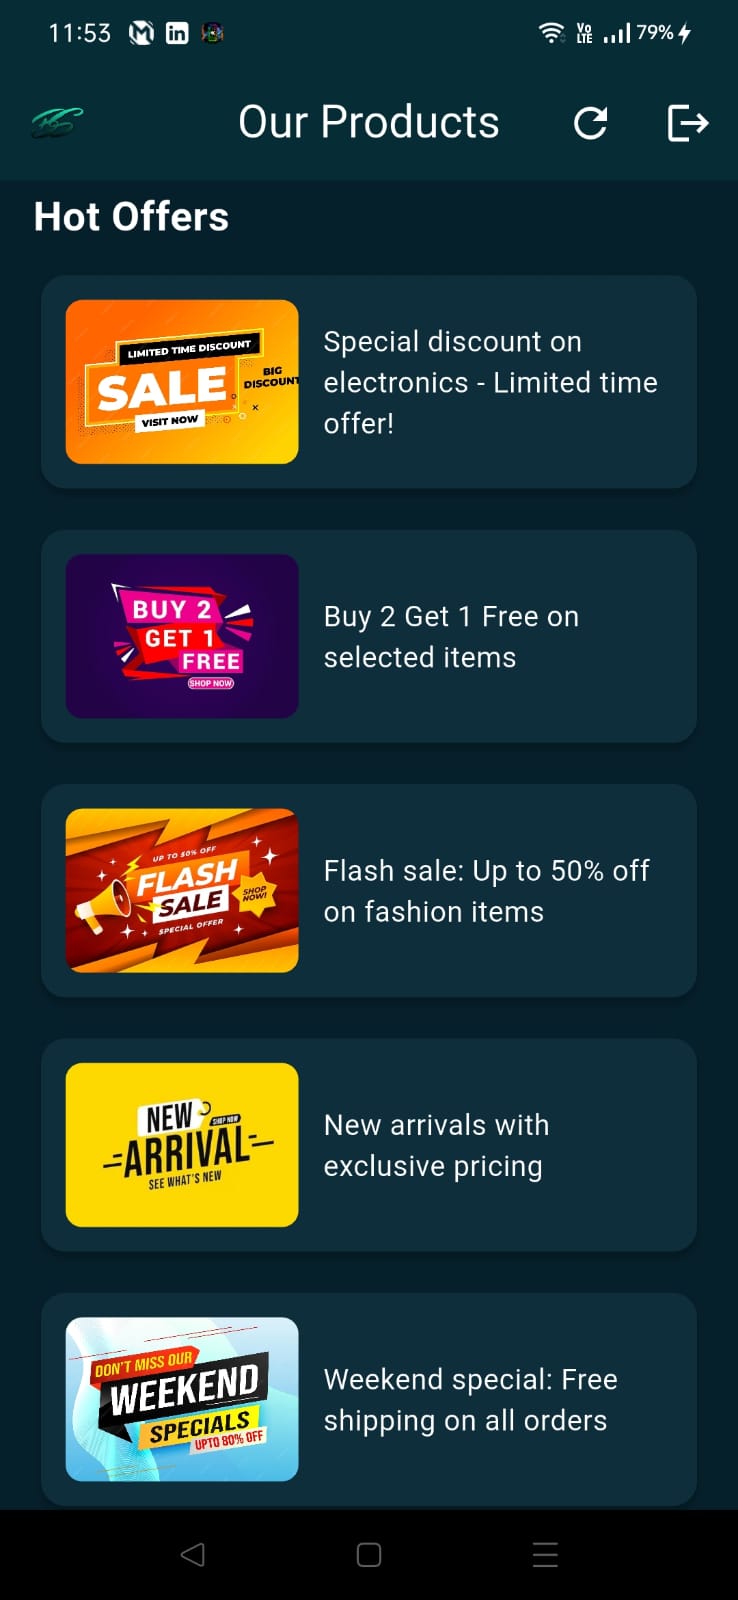 11:53
Vo
LTE
79%
Our Products
Hot Offers
LIMITED TIME DISCOUNT
SALE
BIG
DISCOUNT
VISIT NOW
Special discount on
electronics - Limited time
offer!
BUY 2
GET 1
FREE
SHOP NOW
Buy 2 Get 1 Free on
selected items
UP TO 50% OFF
FLASH
SALE
SHOP
NOW!
SPECIAL OFFER
Flash sale: Up to 50% off
on fashion items
NEW
SHOP NOW
ARRIVAL
SEE WHAT'S NEW
New arrivals with
exclusive pricing
DON'T MISS OUR
WEEKEND
SPECIALS
UPTO 80% OFF
Weekend special: Free
shipping on all orders